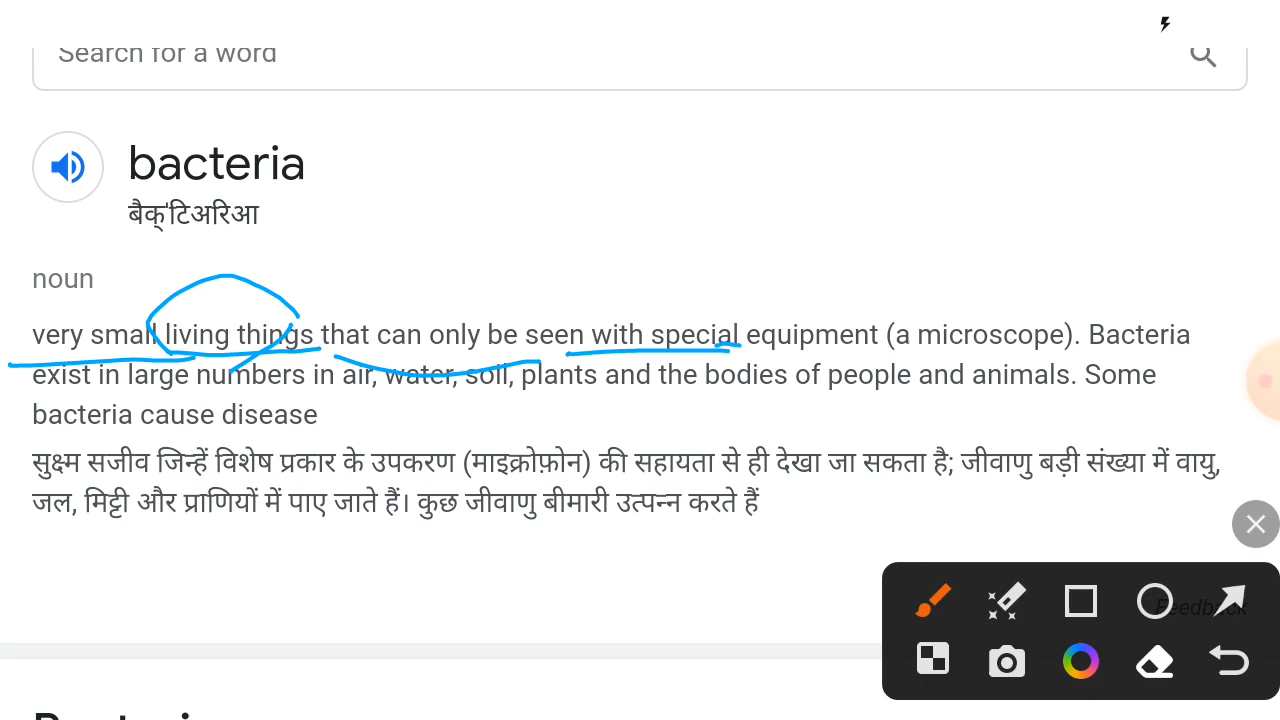 Search for a word
bacteria
बैक्'टिअरिआ
noun
very small living things that can only be seen with special equipment (a microscope). Bacteria
exist in large numbers in air, water, soil, plants and the bodies of people and animals. Some
bacteria cause disease
सुक्ष्म सजीव जिन्हें विशेष प्रकार के उपकरण (माइक्रोफ़ोन) की सहायता से ही देखा जा सकता है; जीवाणु बड़ी संख्या में वायु,
जल, मिट्टी और प्राणियों में पाए जाते हैं। कुछ जीवाणु बीमारी उत्पन्न करते हैं
Feedback